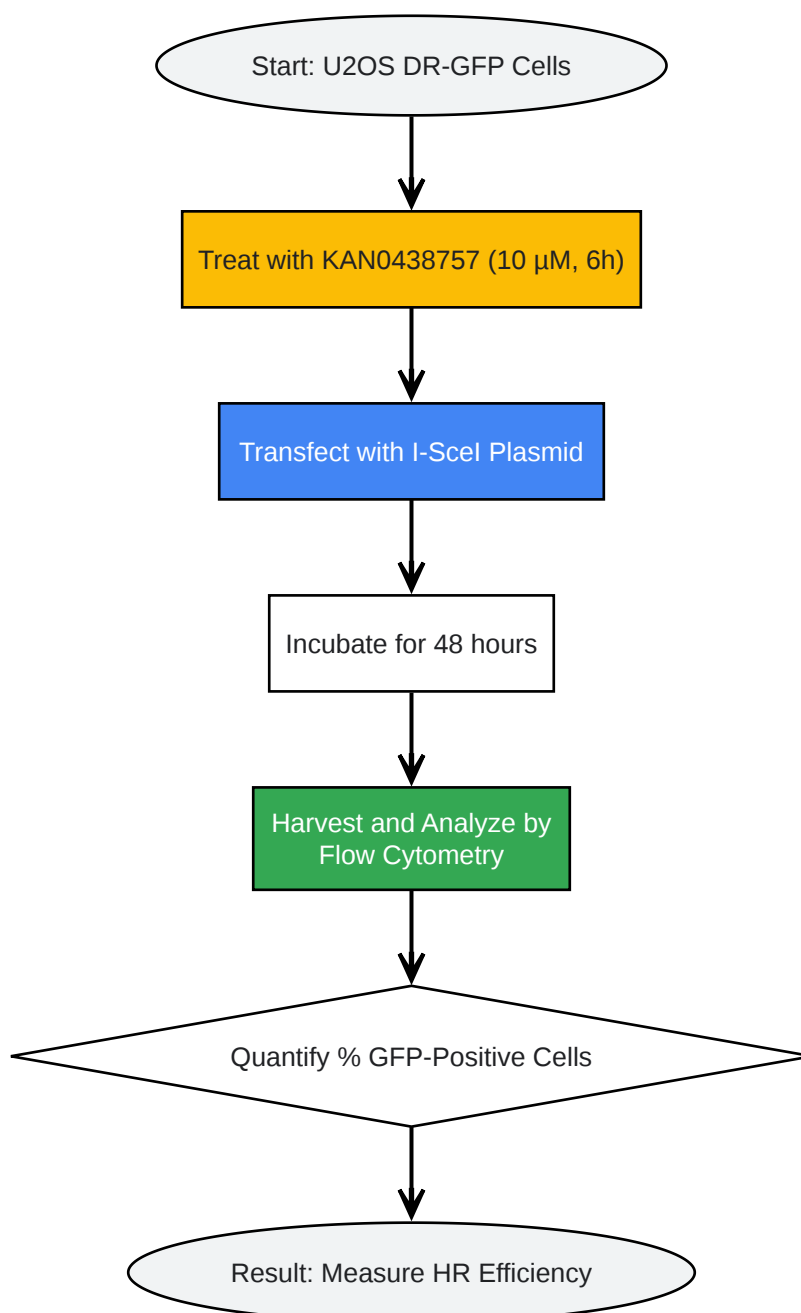 Start: U2OS DR-GFP Cells
Treat with KAN0438757 (10 µM, 6h)
Transfect with I-SceI Plasmid
Incubate for 48 hours
Harvest and Analyze by
Flow Cytometry
Quantify % GFP-Positive Cells
Result: Measure HR Efficiency